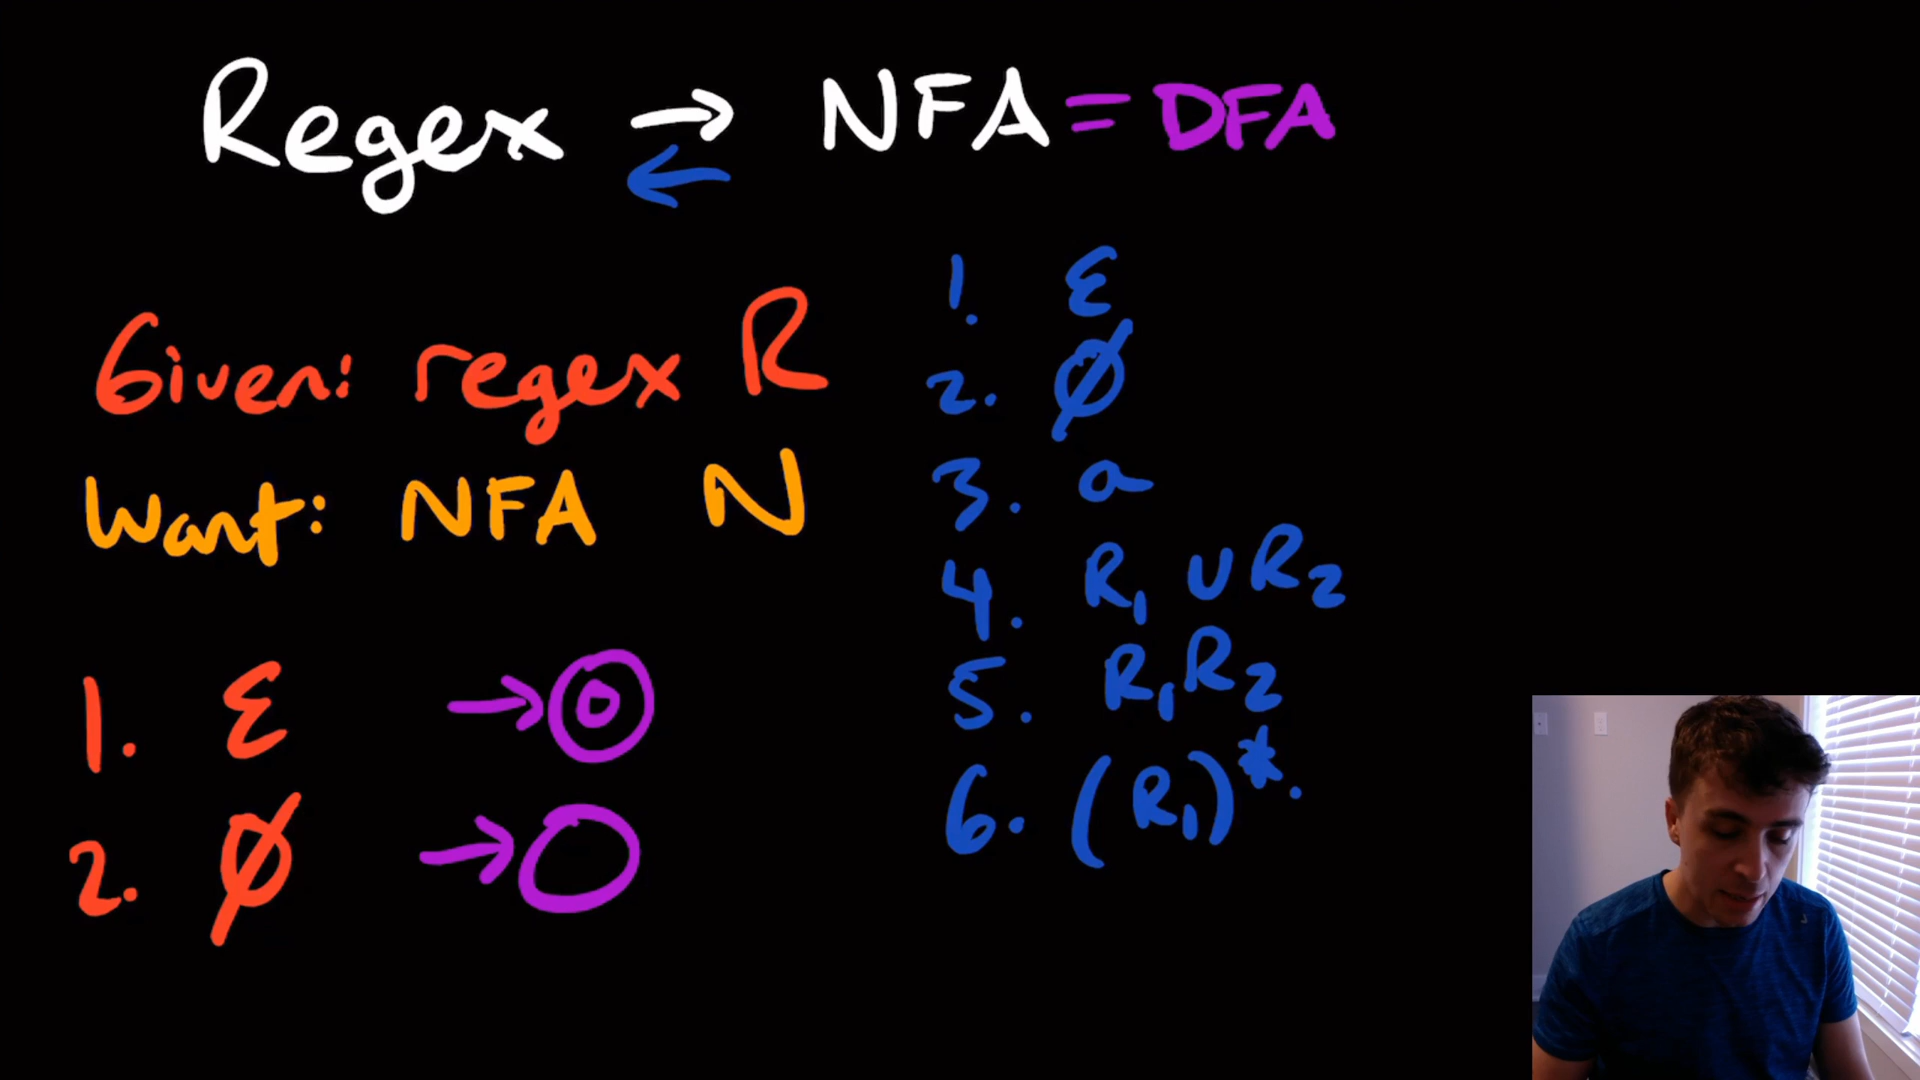 Regex → NFA = DFA
←
Given: regex R
Want: NFA N
1. ε
2. ∅
3. a
4. R₁ ∪ R₂
5. R₁R₂
6. (R₁)*.
1. ε →
2. ∅ →